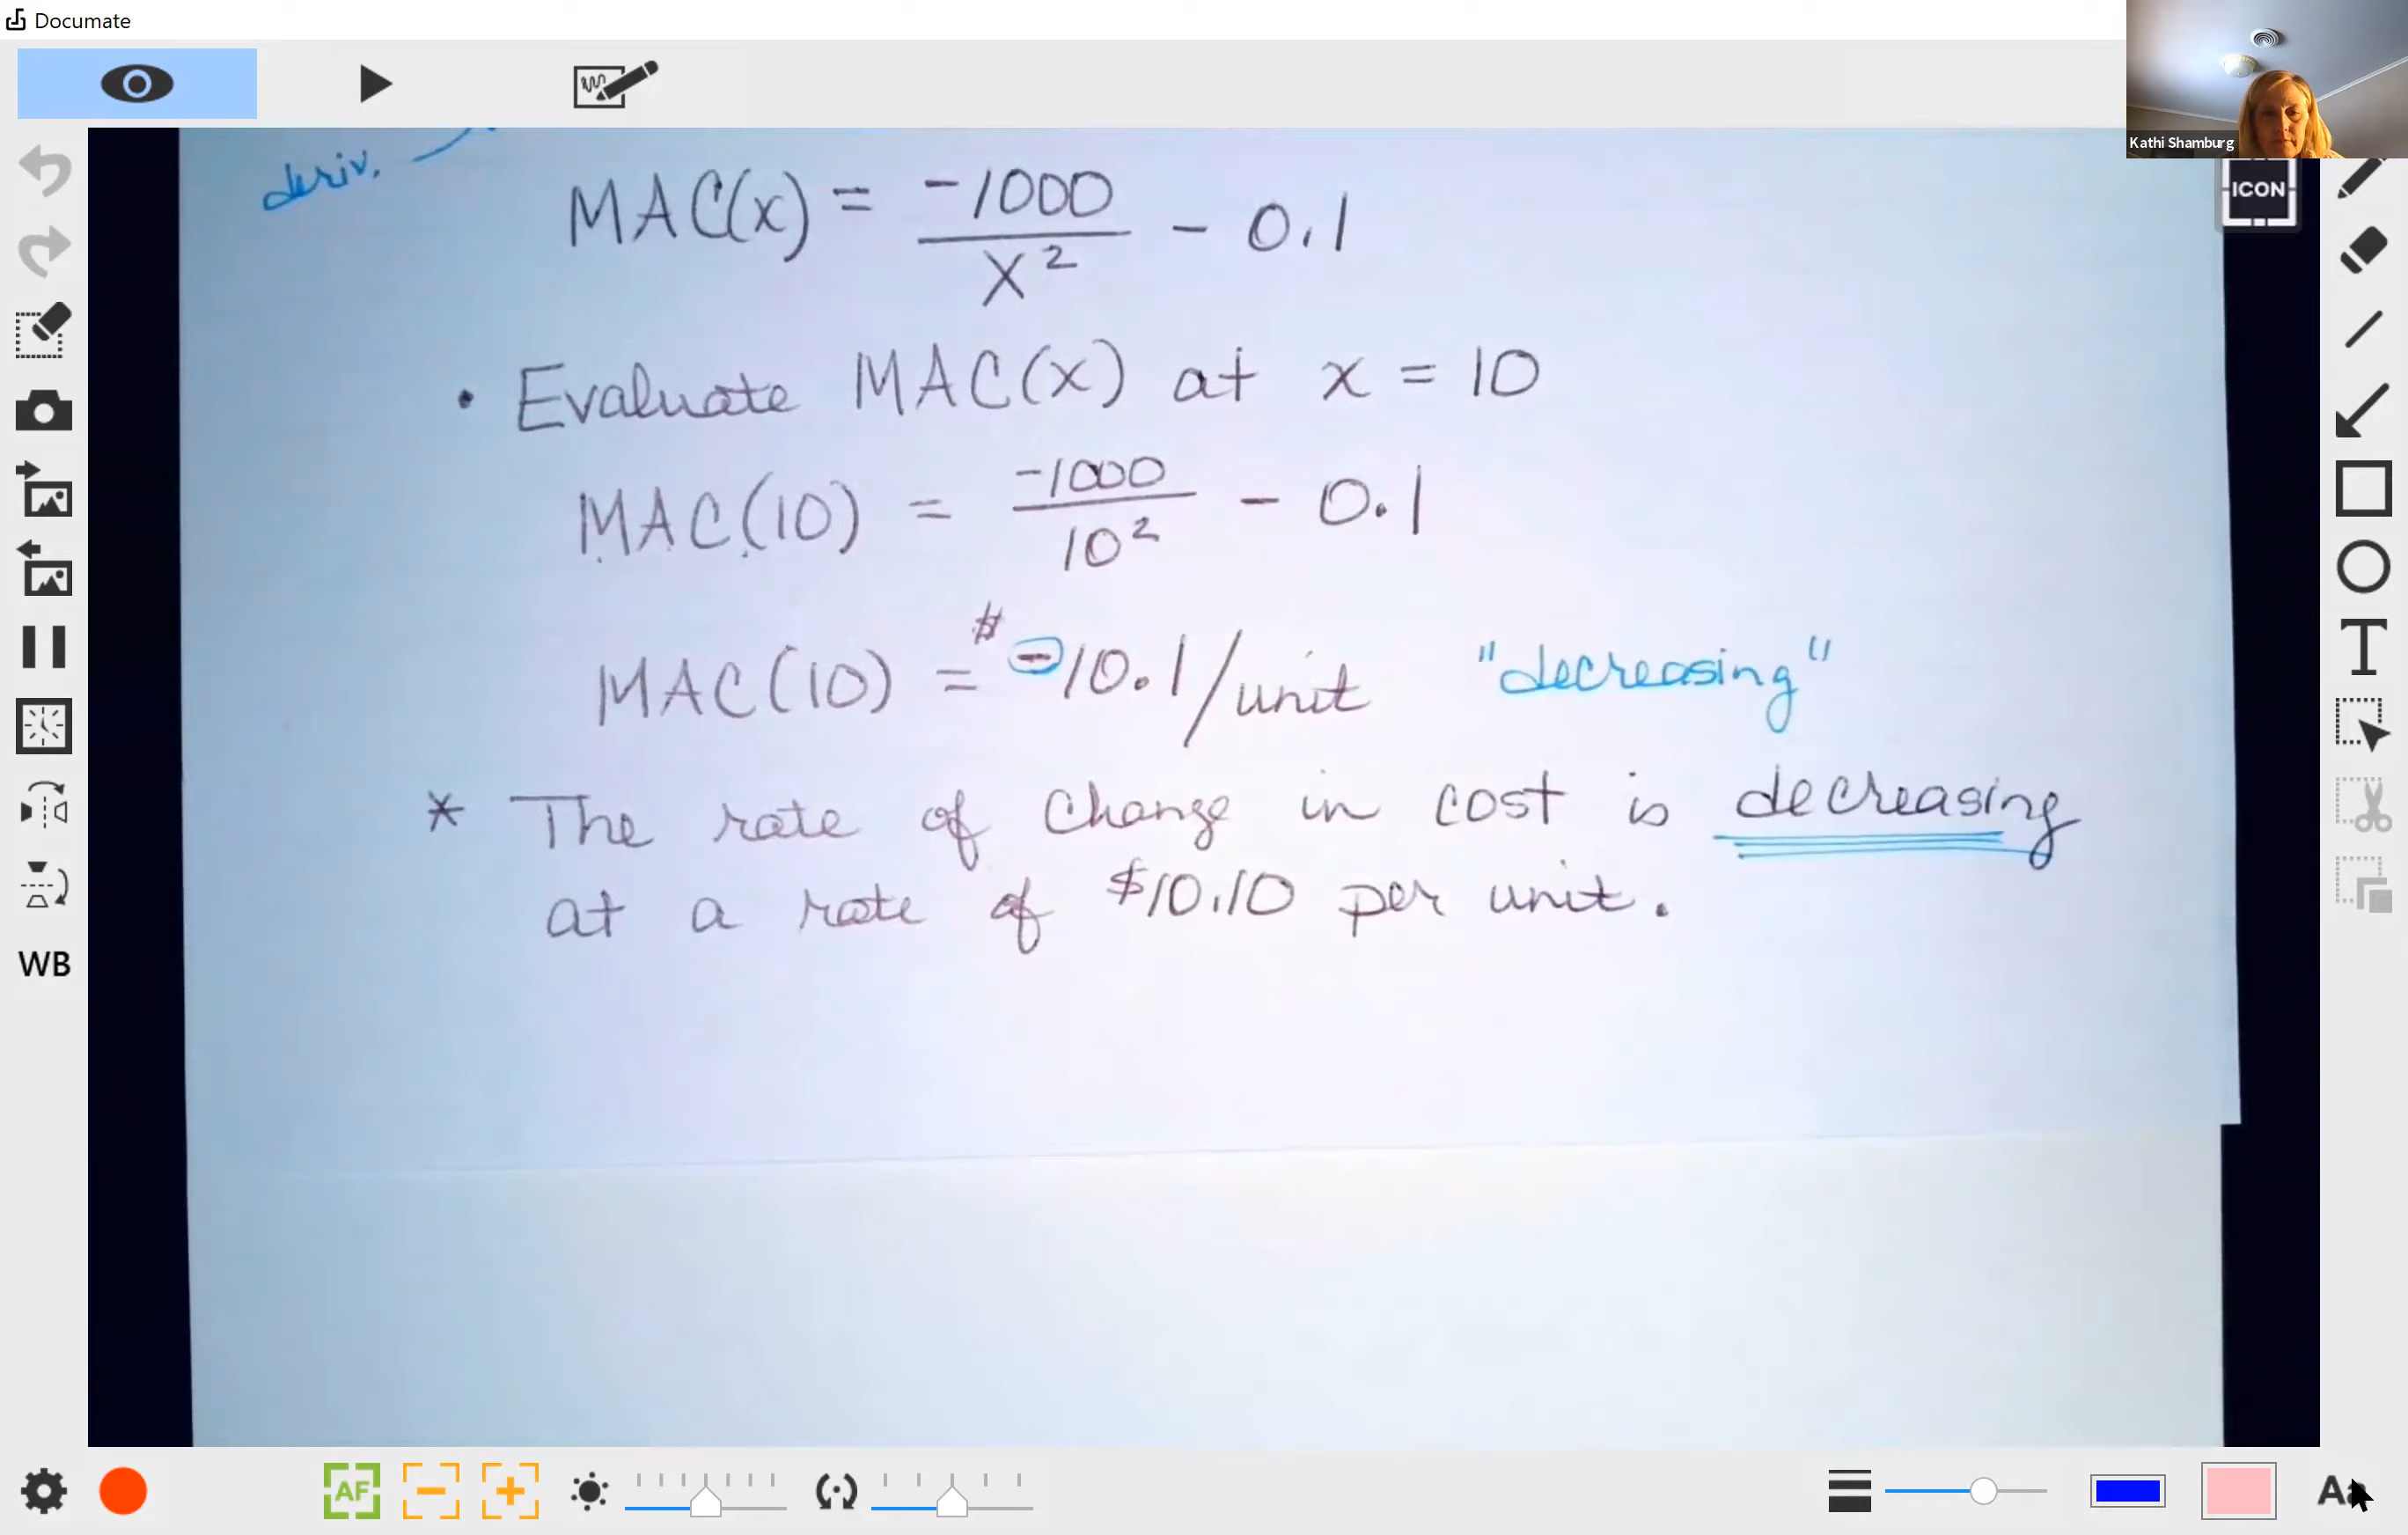 Documate
Kathi Shamburg
ICON
deriv.
MAC(x) = -1000/x² - 0.1
• Evaluate MAC(x) at x = 10
MAC(10) = -1000/10² - 0.1
MAC(10) = $-10.1/unit "decreasing"
* The rate of change in cost is decreasing
at a rate of $10.10 per unit.
WB
T
AF
Aa